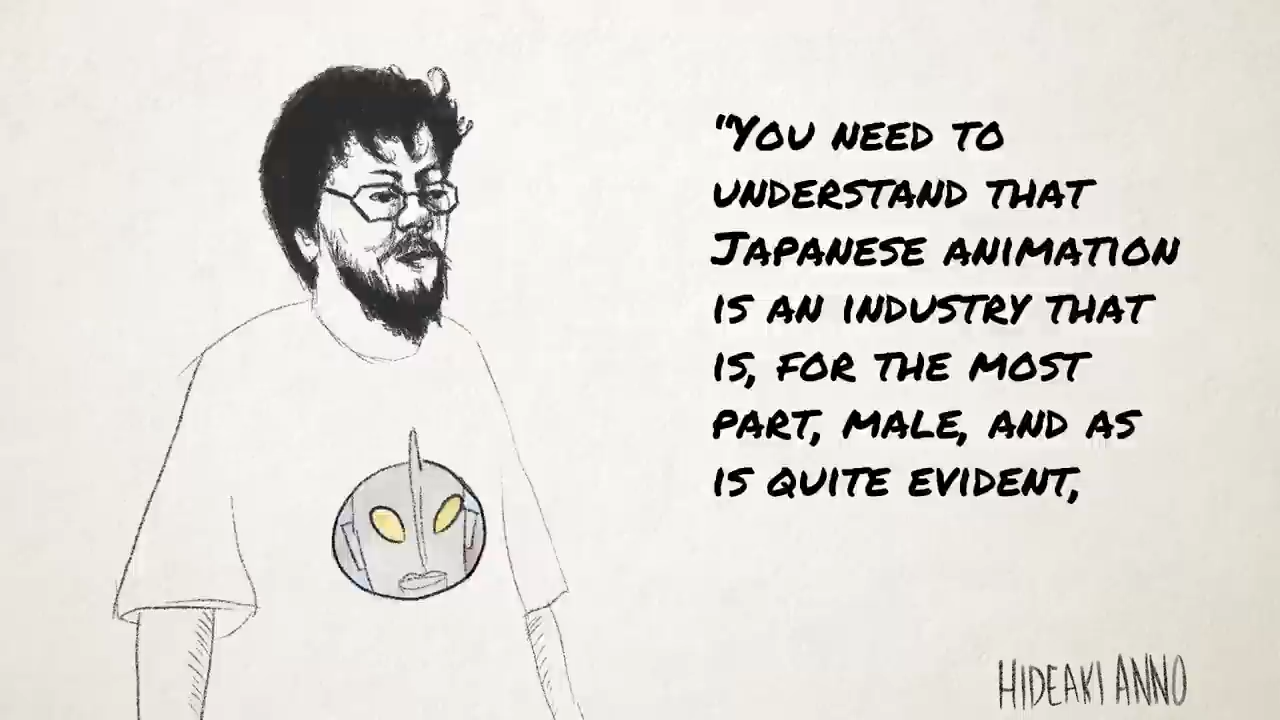 "You need to
understand that
Japanese animation
is an industry that
is, for the most
part, male, and as
is quite evident,
HIDEAKI ANNO